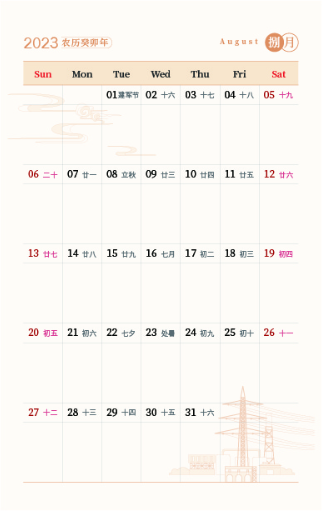 2023 农历癸卯年
August 捌月
Sun Mon Tue Wed Thu Fri Sat
01 建军节 02 十六 03 十七 04 十八 05 十九
06 二十 07 廿一 08 立秋 09 廿三 10 廿四 11 廿五 12 廿六
13 廿七 14 廿八 15 廿九 16 七月 17 初二 18 初三 19 初四
20 初五 21 初六 22 七夕 23 处暑 24 初九 25 初十 26 十一
27 十二 28 十三 29 十四 30 十五 31 十六